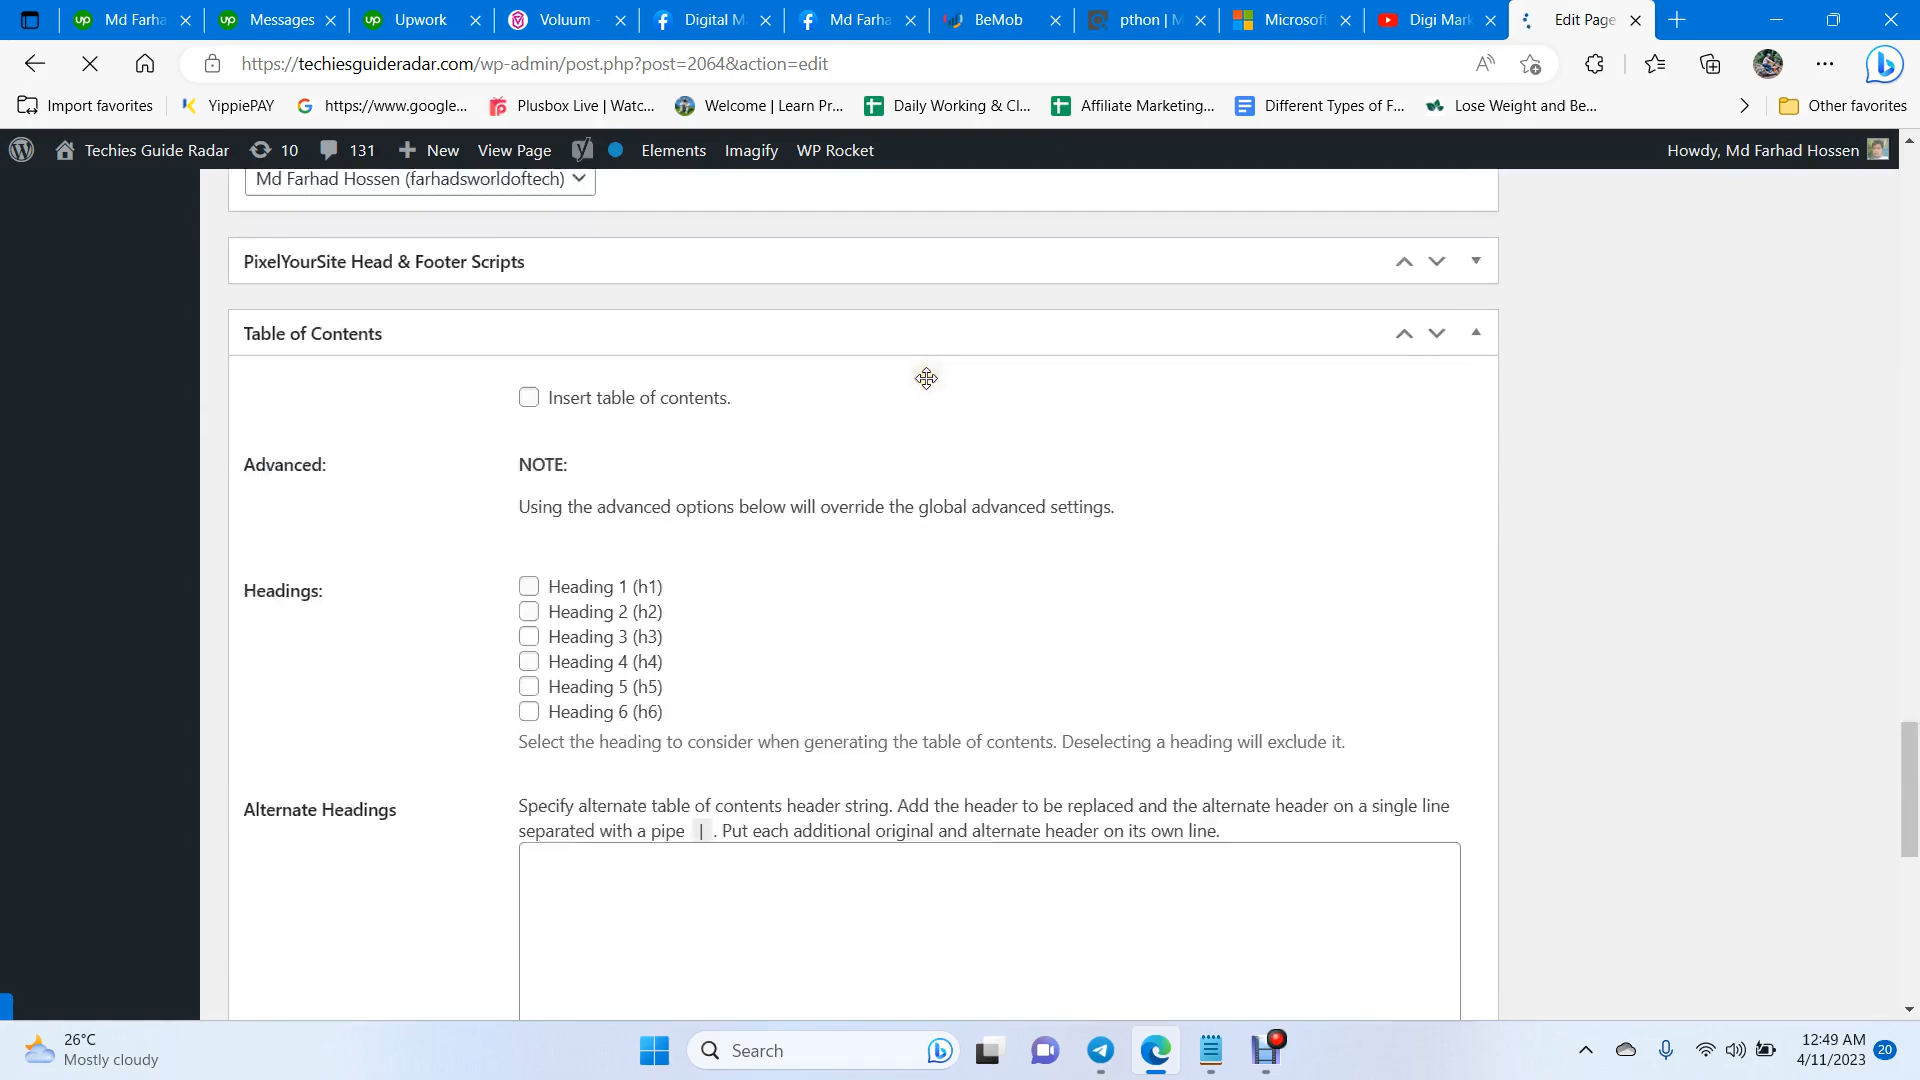 Md Farha
Messages
Upwork
Voluum -
Digital M
Md Farha
BeMob
pthon | M
Microsof
Digi Mark
Edit Page
https://techiesguideradar.com/wp-admin/post.php?post=2064&action=edit
Import favorites
YippiePAY
https://www.google...
Plusbox Live | Watc...
Welcome | Learn Pr...
Daily Working & Cl...
Affiliate Marketing...
Different Types of F...
Lose Weight and Be...
Other favorites
Techies Guide Radar
10
131
New
View Page
Elements
Imagify
WP Rocket
Howdy, Md Farhad Hossen
Md Farhad Hossen (farhadsworldoftech)
PixelYourSite Head & Footer Scripts
Table of Contents
Insert table of contents.
Advanced:
NOTE:
Using the advanced options below will override the global advanced settings.
Headings:
Heading 1 (h1)
Heading 2 (h2)
Heading 3 (h3)
Heading 4 (h4)
Heading 5 (h5)
Heading 6 (h6)
Select the heading to consider when generating the table of contents. Deselecting a heading will exclude it.
Alternate Headings
Specify alternate table of contents header string. Add the header to be replaced and the alternate header on a single line
separated with a pipe | . Put each additional original and alternate header on its own line.
26°C
Mostly cloudy
Search
12:49 AM
4/11/2023
20